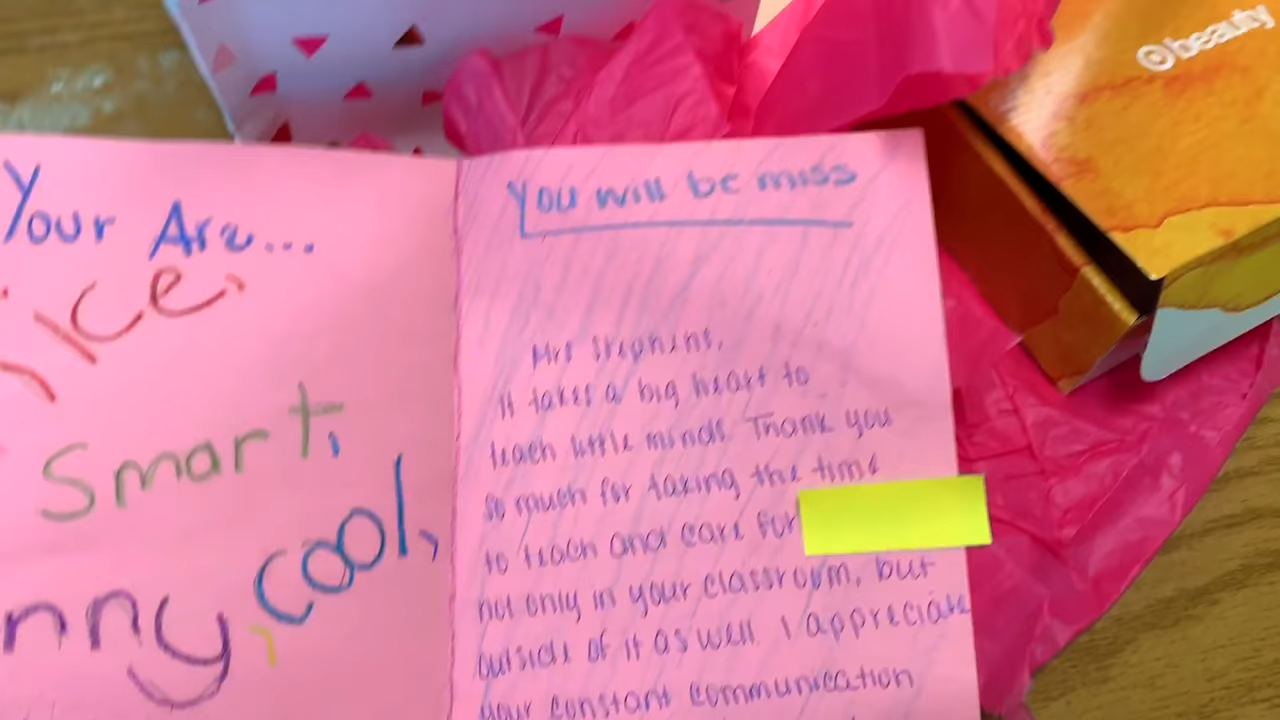 Your Are...
ice,
Smart,
nny, cool,
You will be miss
Mrs Stephens,
It takes a big heart to
teach little minds. Thank you
so much for taking the time
to teach and care for
not only in your classroom, but
outside of it as well. I appreciate
your constant communication
beauty